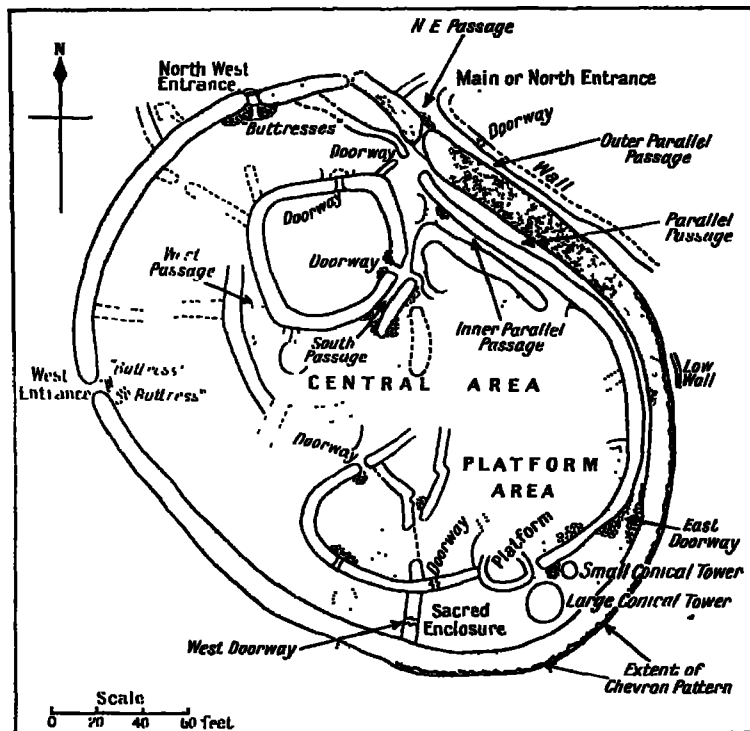 N E Passage
N
North West
Entrance
Main or North Entrance
Buttresses
Doorway
Outer Parallel
Passage
Doorway
Wall
Doorway
Parallel
Passage
West
Passage
Doorway
South
Passage
Inner Parallel
Passage
CENTRAL AREA
Low
Wall
West
Entrance
"Buttress"
"Buttress"
Doorway
PLATFORM
AREA
Doorway
Platform
East
Doorway
Small Conical Tower
Large Conical Tower
Sacred
Enclosure
West Doorway
Extent of
Chevron Pattern
Scale
0 20 40 60 feet